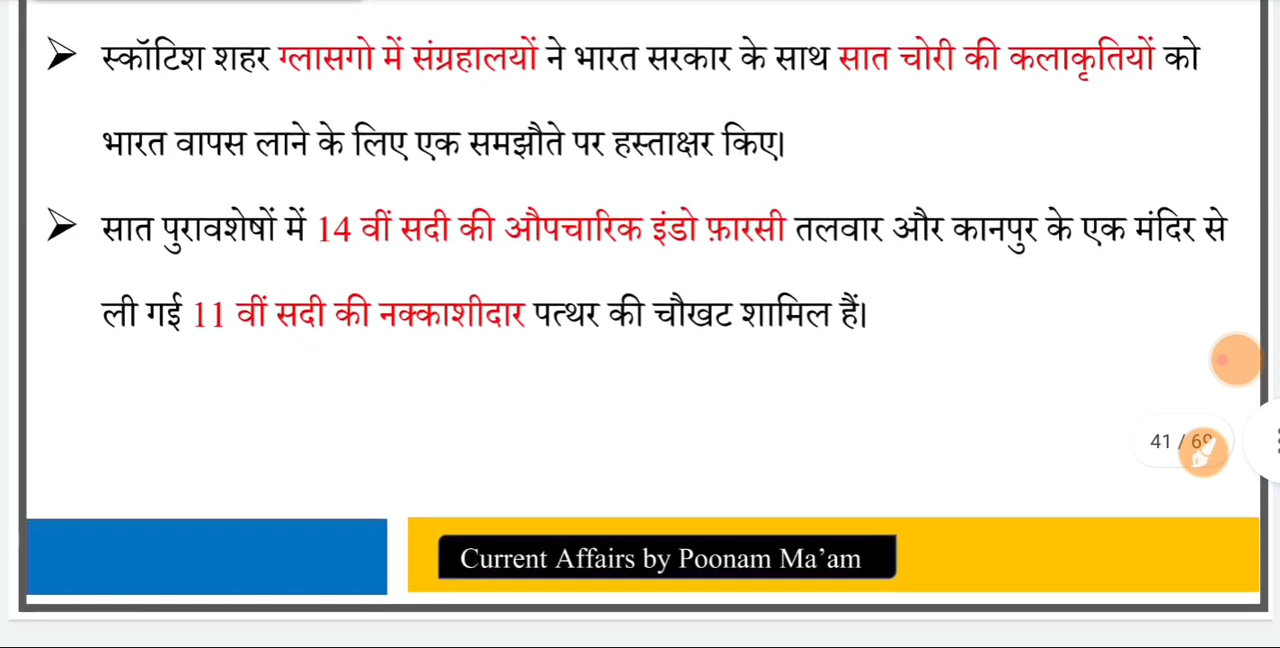 स्कॉटिश शहर ग्लासगो में संग्रहालयों ने भारत सरकार के साथ सात चोरी की कलाकृतियों को
भारत वापस लाने के लिए एक समझौते पर हस्ताक्षर किए।
सात पुरावशेषों में 14 वीं सदी की औपचारिक इंडो फ़ारसी तलवार और कानपुर के एक मंदिर से
ली गई 11 वीं सदी की नक्काशीदार पत्थर की चौखट शामिल हैं।
41 /
Current Affairs by Poonam Ma’am